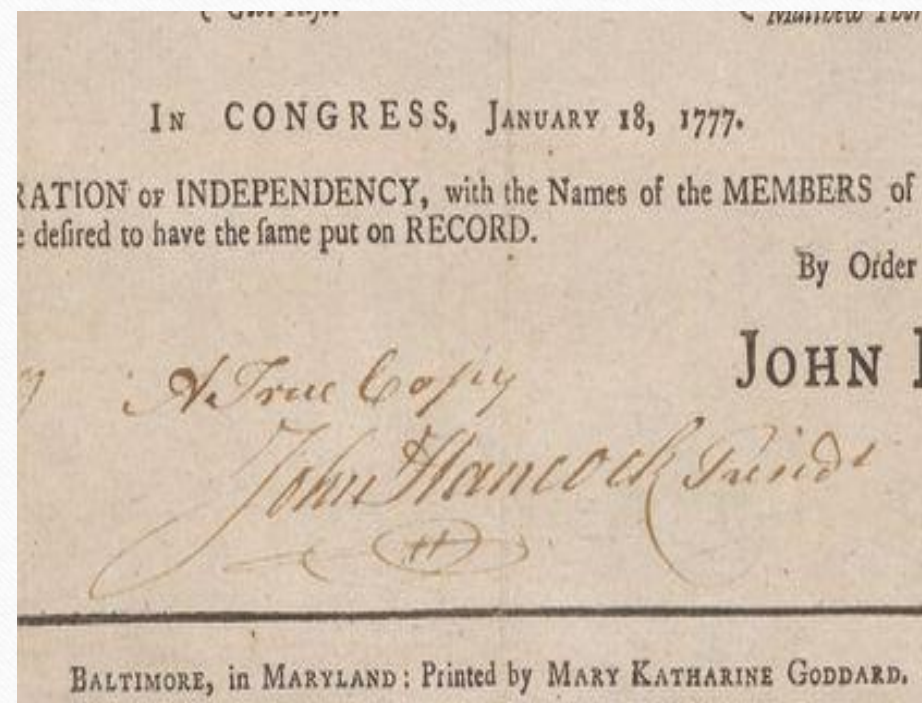 IN CONGRESS, JANUARY 18, 1777.
RATION OF INDEPENDENCY, with the Names of the MEMBERS of
e deſired to have the ſame put on RECORD.
By Order
JOHN
A True Copy
John Hancock Presidt
BALTIMORE, in MARYLAND: Printed by MARY KATHARINE GODDARD.